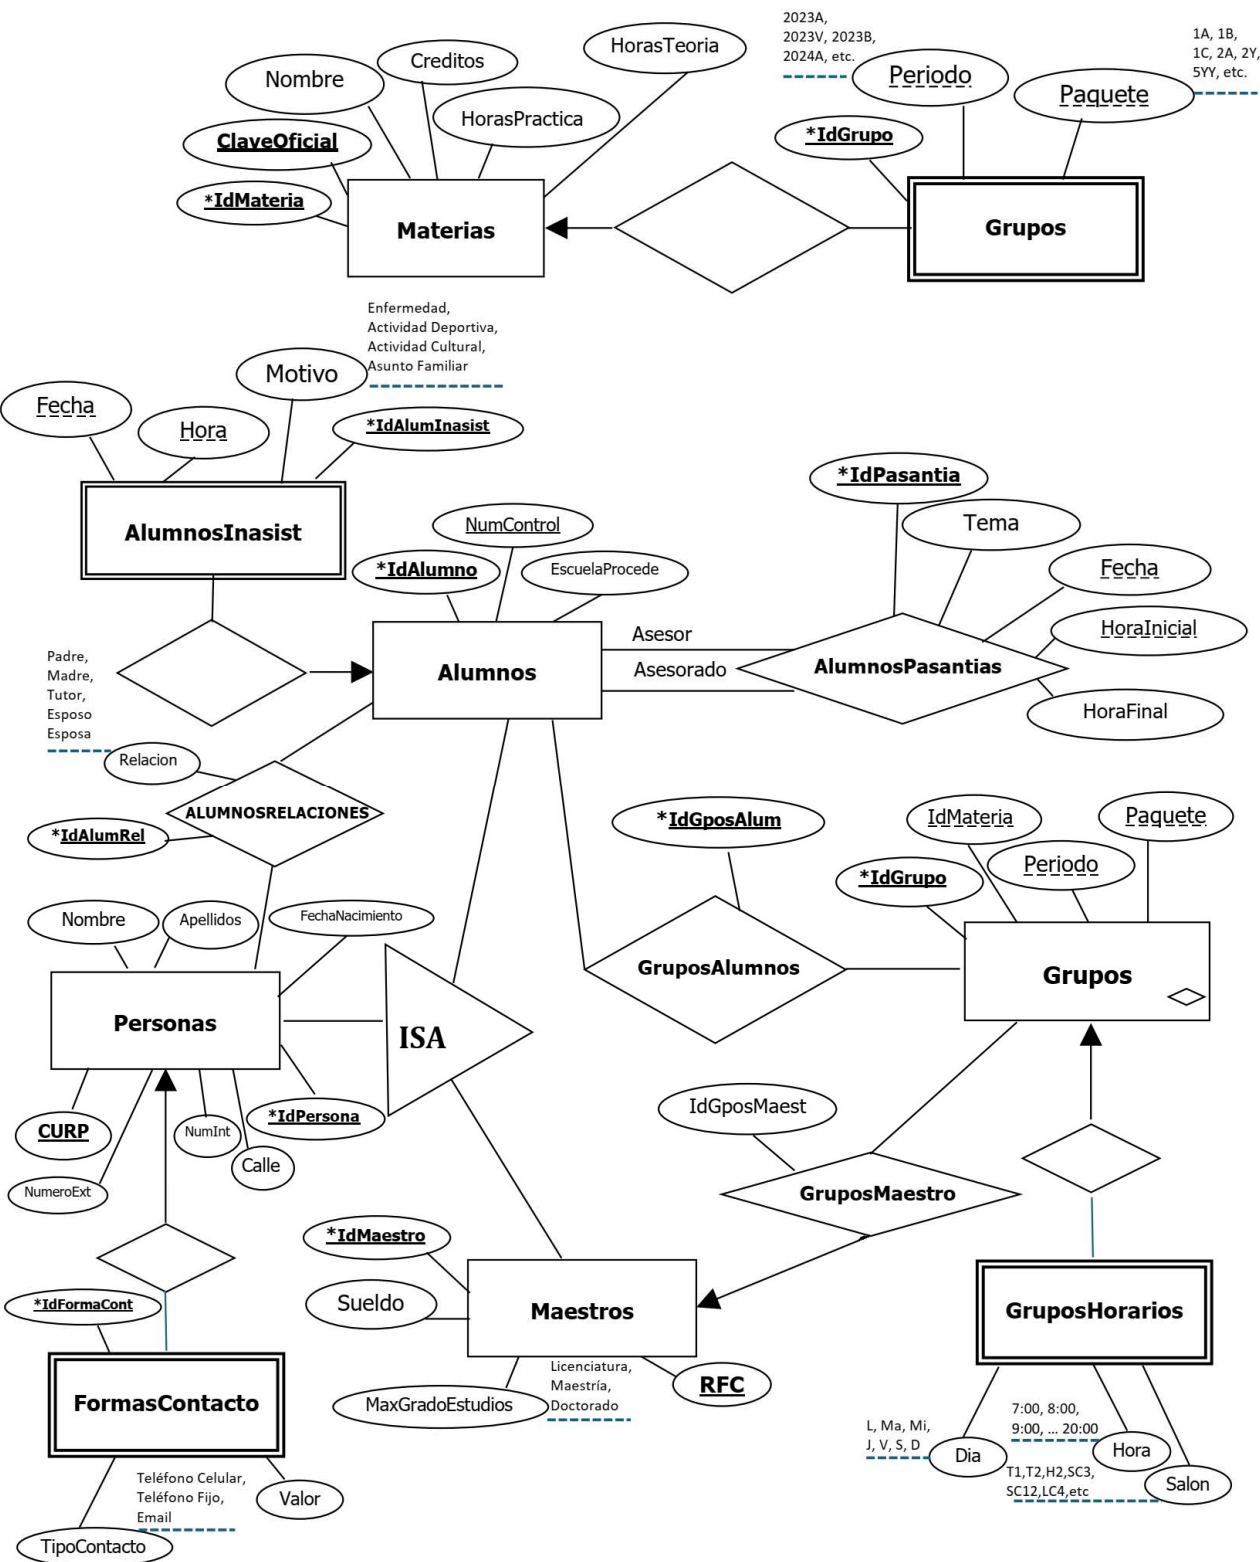 2023A,
2023V, 2023B,
2024A, etc.
1A, 1B,
1C, 2A, 2Y,
5YY, etc.
HorasTeoria
Creditos
Nombre
HorasPractica
ClaveOficial
*IdMateria
Materias
Periodo
Paquete
*IdGrupo
Grupos
Enfermedad,
Actividad Deportiva,
Actividad Cultural,
Asunto Familiar
Motivo
Fecha
Hora
*IdAlumInasist
AlumnosInasist
*IdPasantia
Tema
Fecha
HoraInicial
HoraFinal
AlumnosPasantias
NumControl
*IdAlumno
EscuelaProcede
Alumnos
Asesor
Asesorado
Padre,
Madre,
Tutor,
Esposo
Esposa
Relacion
ALUMNOSRELACIONES
*IdAlumRel
*IdGposAlum
GruposAlumnos
IdMateria
Paquete
Periodo
*IdGrupo
Grupos
Nombre
Apellidos
FechaNacimiento
Personas
ISA
CURP
NumInt
*IdPersona
Calle
NumeroExt
IdGposMaest
GruposMaestro
*IdMaestro
Sueldo
Maestros
MaxGradoEstudios
Licenciatura,
Maestría,
Doctorado
RFC
*IdFormaCont
FormasContacto
Teléfono Celular,
Teléfono Fijo,
Email
Valor
TipoContacto
GruposHorarios
L, Ma, Mi,
J, V, S, D
Dia
7:00, 8:00,
9:00, ... 20:00
Hora
T1,T2,H2,SC3,
SC12,LC4,etc
Salon